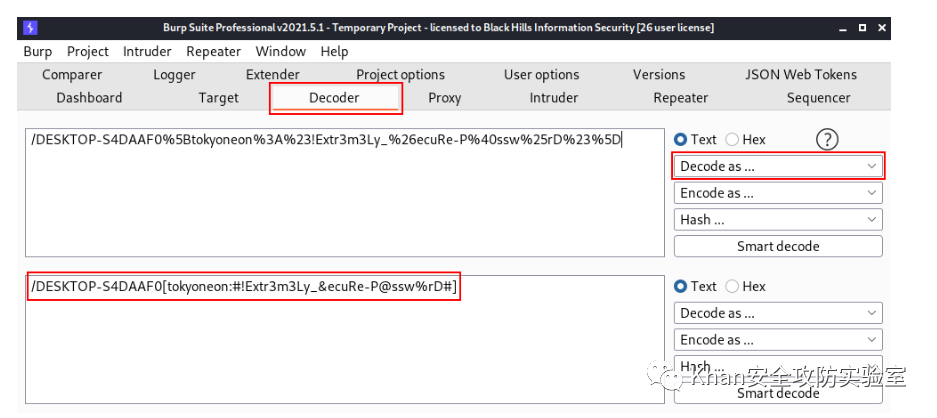 Burp Suite Professional v2021.5.1 - Temporary Project - licensed to Black Hills Information Security [26 user license]
Burp Project Intruder Repeater Window Help
Comparer Logger Extender Project options User options Versions JSON Web Tokens
Dashboard Target Decoder Proxy Intruder Repeater Sequencer
/DESKTOP-S4DAAF0%5Btokyoneon%3A%23!Extr3m3Ly_%26ecuRe-P%40ssw%25rD%23%5D
Text Hex ?
Decode as ...
Encode as ...
Hash ...
Smart decode
/DESKTOP-S4DAAF0[tokyoneon:#!Extr3m3Ly_&ecuRe-P@ssw%rD#]
Text Hex
Decode as ...
Encode as ...
Hash ...
Khan安全攻防实验室
Smart decode